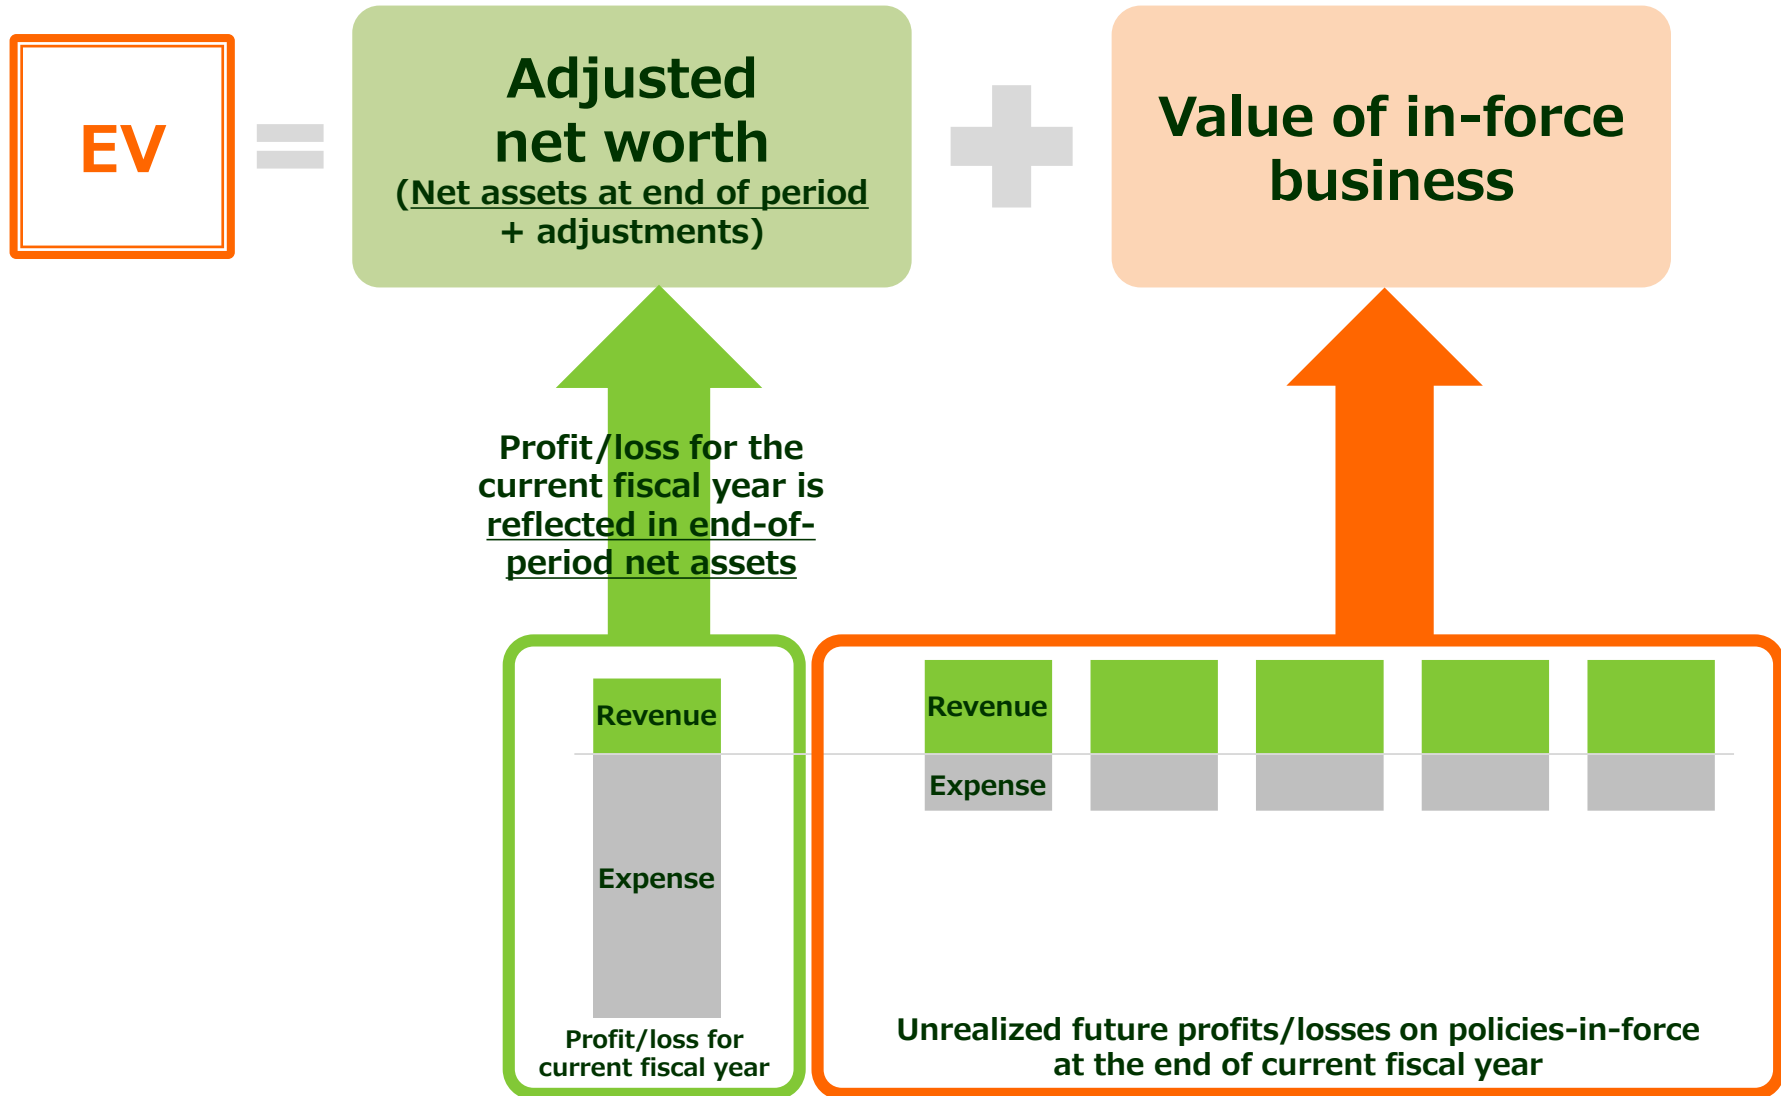 EV
Adjusted
net worth
(Net assets at end of period
+ adjustments)
Value of in-force
business
Profit/loss for the
current fiscal year is
reflected in end-of-
period net assets
Revenue
Expense
Profit/loss for
current fiscal year
Revenue
Expense
Unrealized future profits/losses on policies-in-force
at the end of current fiscal year